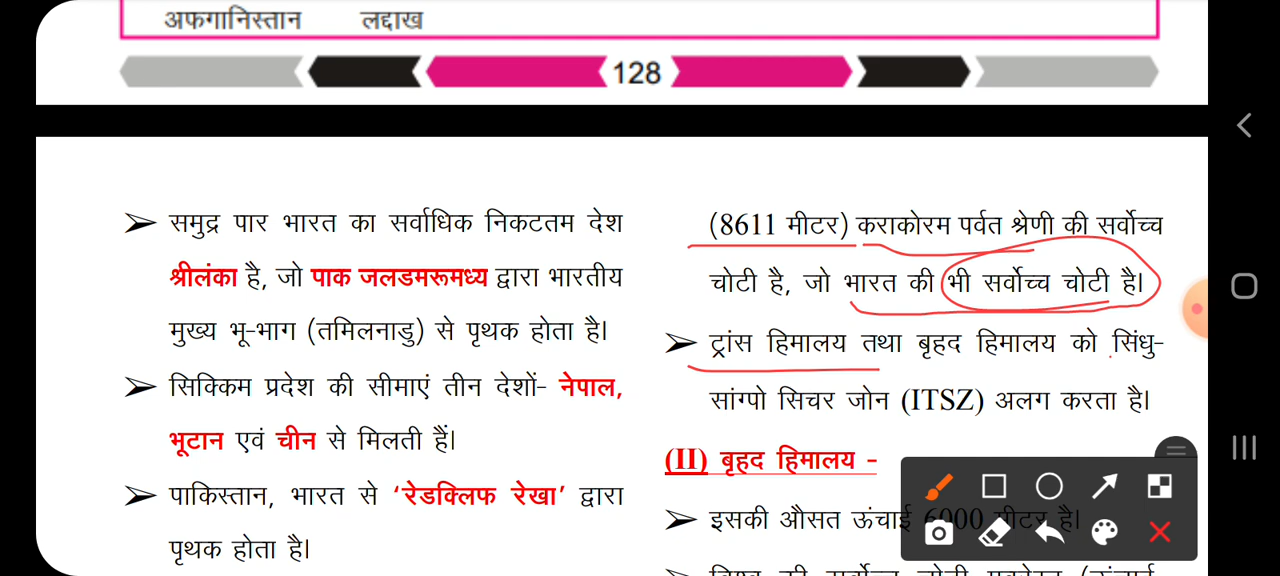 अफगानिस्तान लद्दाख
128
➢ समुद्र पार भारत का सर्वाधिक निकटतम देश
श्रीलंका है, जो पाक जलडमरूमध्य द्वारा भारतीय
मुख्य भू-भाग (तमिलनाडु) से पृथक होता है।
➢ सिक्किम प्रदेश की सीमाएं तीन देशों- नेपाल,
भूटान एवं चीन से मिलती हैं।
➢ पाकिस्तान, भारत से ‘रेडक्लिफ रेखा’ द्वारा
पृथक होता है।
(8611 मीटर) कराकोरम पर्वत श्रेणी की सर्वोच्च
चोटी है, जो भारत की भी सर्वोच्च चोटी है।
➢ ट्रांस हिमालय तथा बृहद हिमालय को सिंधु-
सांग्पो सिचर जोन (ITSZ) अलग करता है।
(II) बृहद हिमालय -
➢ इसकी औसत ऊंचाई 6000 मीटर है।